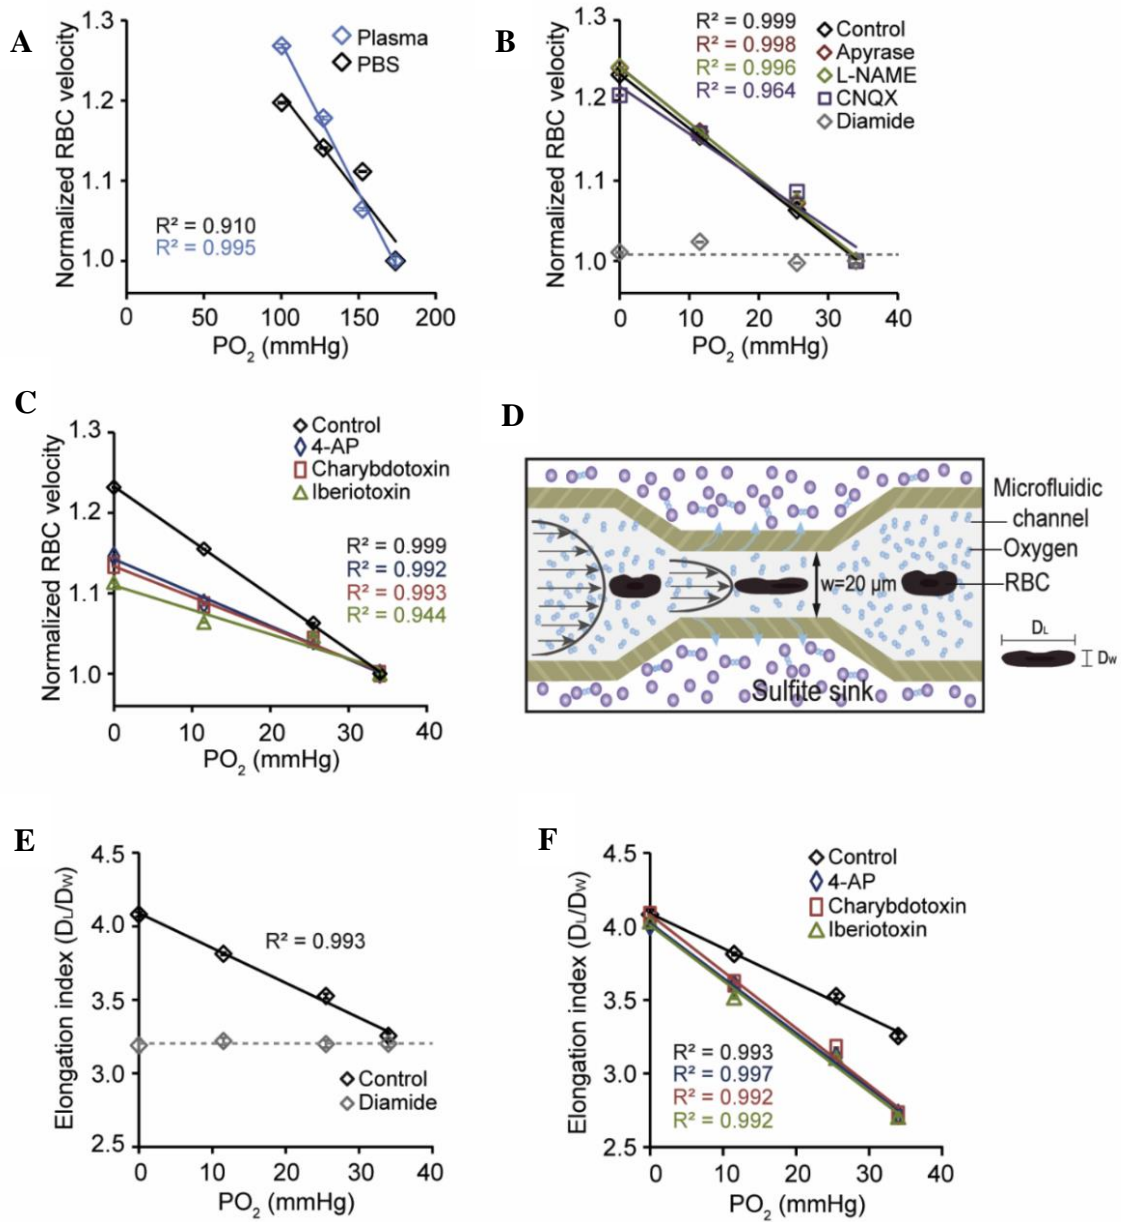 A
Normalized RBC velocity
1.3
1.2
1.1
1.0
Plasma
PBS
R² = 0.910
R² = 0.995
0 50 100 150 200
PO2 (mmHg)
B
Normalized RBC velocity
1.3
1.2
1.1
1.0
R² = 0.999
R² = 0.998
R² = 0.996
R² = 0.964
Control
Apyrase
L-NAME
CNQX
Diamide
0 10 20 30 40
PO2 (mmHg)
C
Normalized RBC velocity
1.3
1.2
1.1
1.0
Control
4-AP
Charybdotoxin
Iberiotoxin
R² = 0.999
R² = 0.992
R² = 0.993
R² = 0.944
0 10 20 30 40
PO2 (mmHg)
D
Microfluidic
channel
Oxygen
RBC
w=20 μm
Sulfite sink
DL
DW
E
Elongation index (DL/DW)
4.5
4.0
3.5
3.0
2.5
R² = 0.993
Control
Diamide
0 10 20 30 40
PO2 (mmHg)
F
Elongation index (DL/DW)
4.5
4.0
3.5
3.0
2.5
Control
4-AP
Charybdotoxin
Iberiotoxin
R² = 0.993
R² = 0.997
R² = 0.992
R² = 0.992
0 10 20 30 40
PO2 (mmHg)